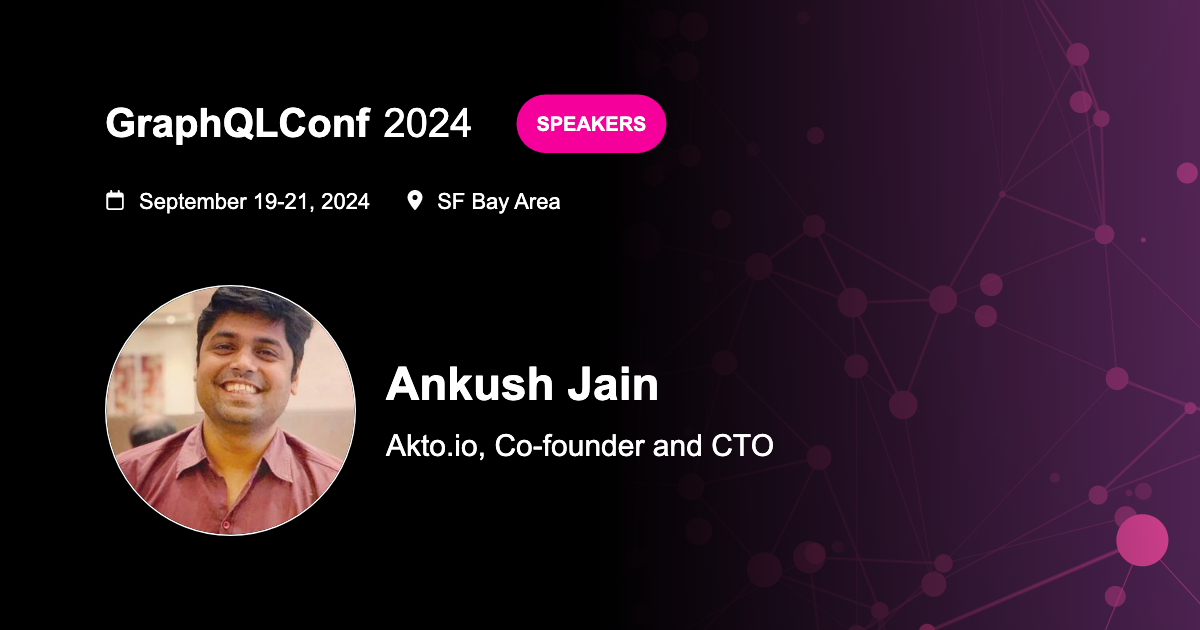 GraphQLConf 2024 SPEAKERS
September 19-21, 2024 SF Bay Area
Ankush Jain
Akto.io, Co-founder and CTO